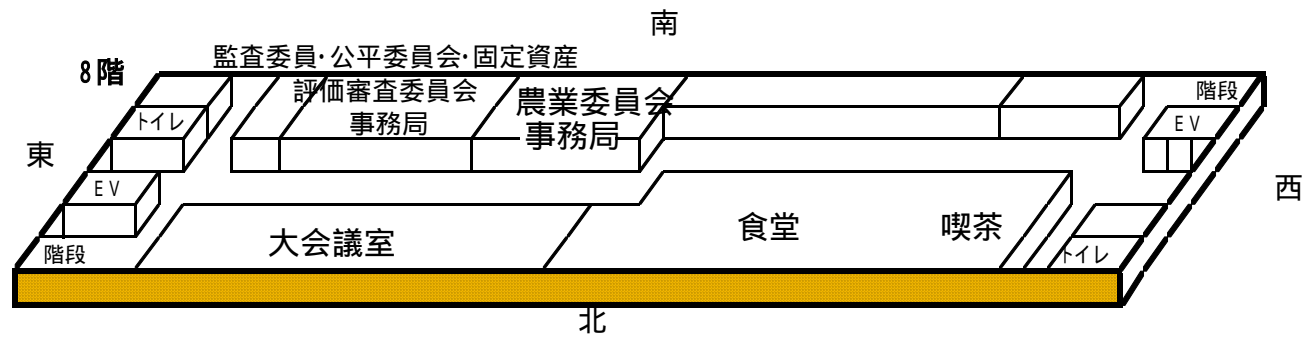 南
監査委員・公平委員会・固定資産
8階
評価審査委員会
事務局
農業委員会
事務局
階段
トイレ
EV
東
EV
西
階段
大会議室
食堂
喫茶
トイレ
北